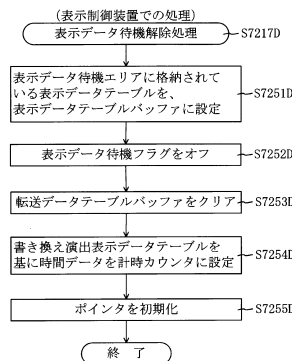 (表示制御装置での処理)
表示データ待機解除処理
S7217D
表示データ待機エリアに格納されて
いる表示データテーブルを、
表示データテーブルバッファに設定
S7251D
表示データ待機フラグをオフ
S7252D
転送データテーブルバッファをクリア
S7253D
書き換え演出表示データテーブルを
基に時間データを計時カウンタに設定
S7254D
ポインタを初期化
S7255D
終 了